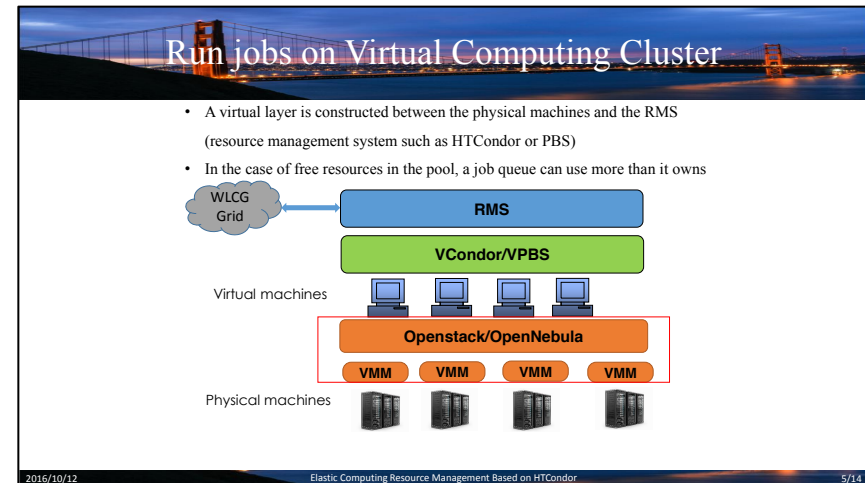 Run jobs on Virtual Computing Cluster
• A virtual layer is constructed between the physical machines and the RMS
(resource management system such as HTCondor or PBS)
• In the case of free resources in the pool, a job queue can use more than it owns
WLCG
Grid
RMS
VCondor/VPBS
Virtual machines
Openstack/OpenNebula
VMM VMM VMM VMM
Physical machines
2016/10/12 Elastic Computing Resource Management Based on HTCondor 5/14